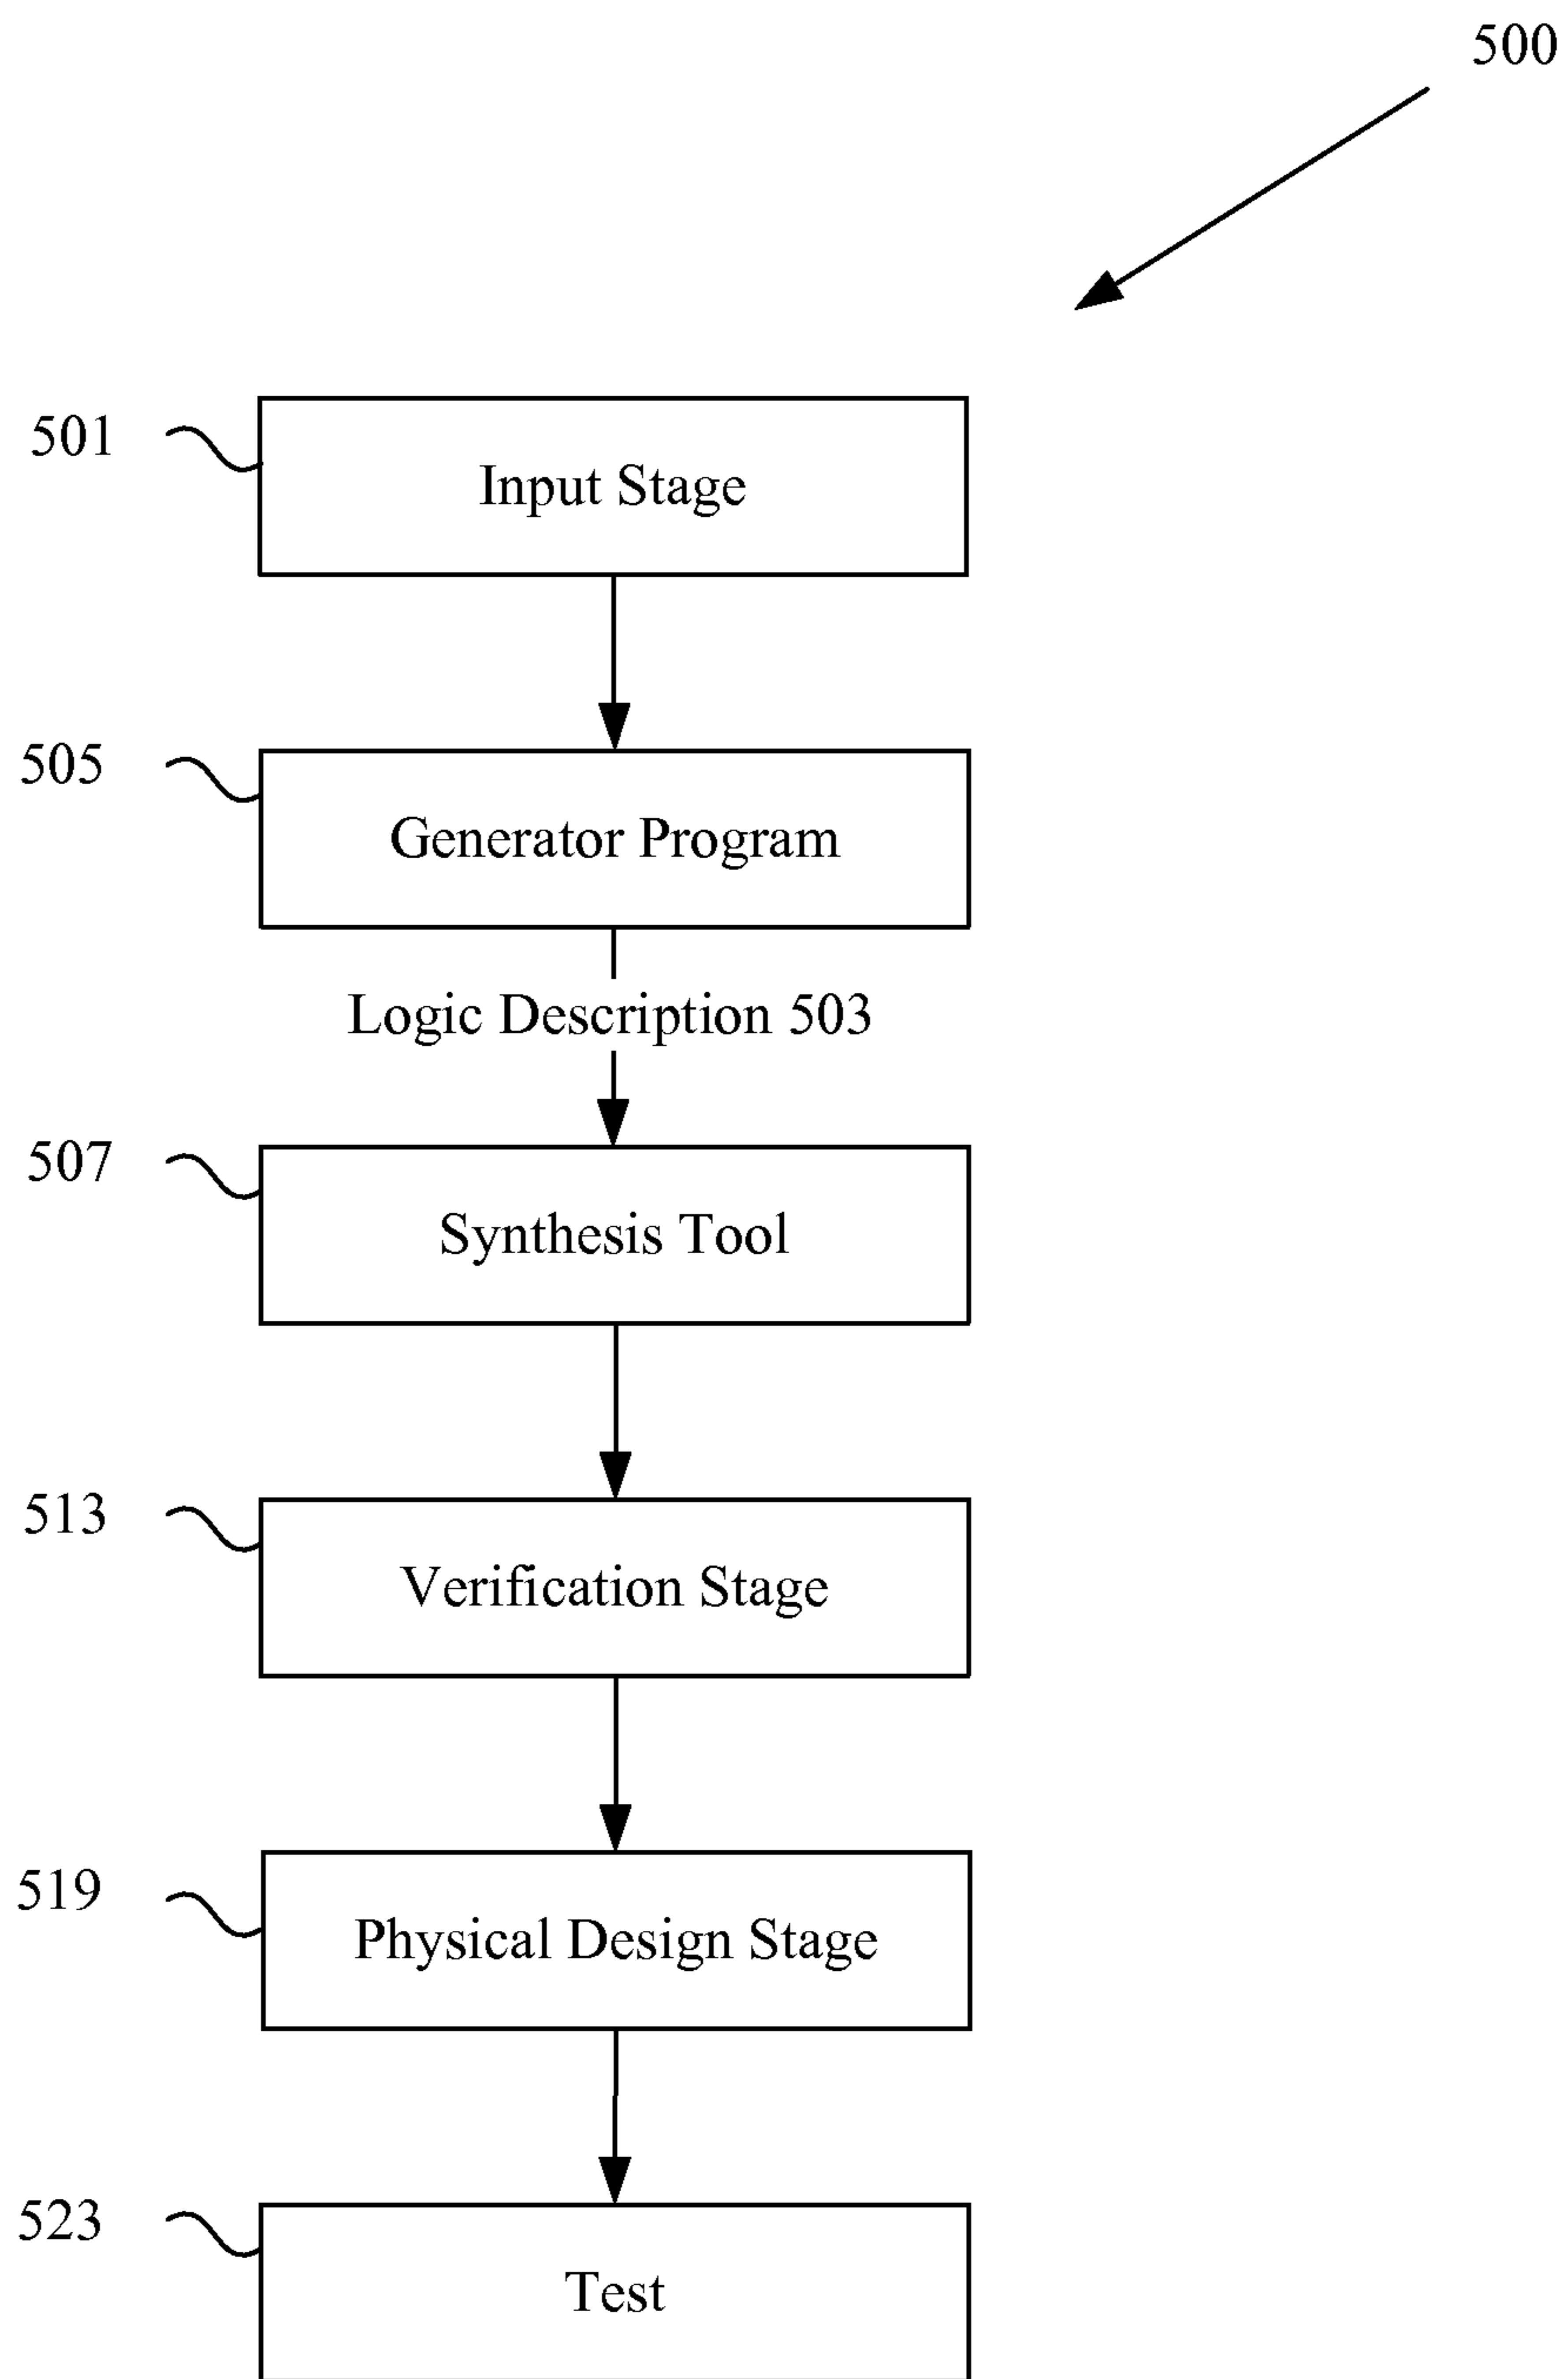 500
501
Input Stage
505
Generator Program
Logic Description 503
507
Synthesis Tool
513
Verification Stage
519
Physical Design Stage
523
Test